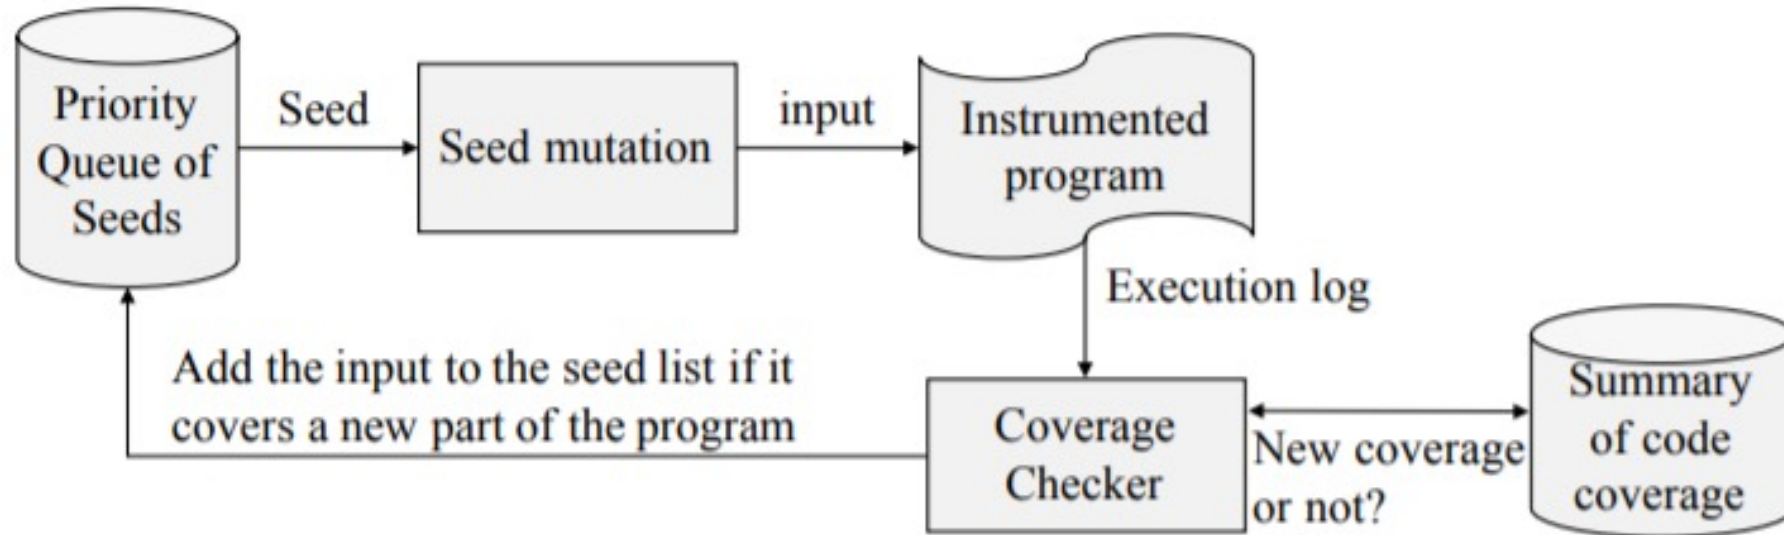 Priority
Queue of
Seeds
Seed
Seed mutation
input
Instrumented
program
Execution log
Add the input to the seed list if it
covers a new part of the program
Coverage
Checker
New coverage
or not?
Summary
of code
coverage